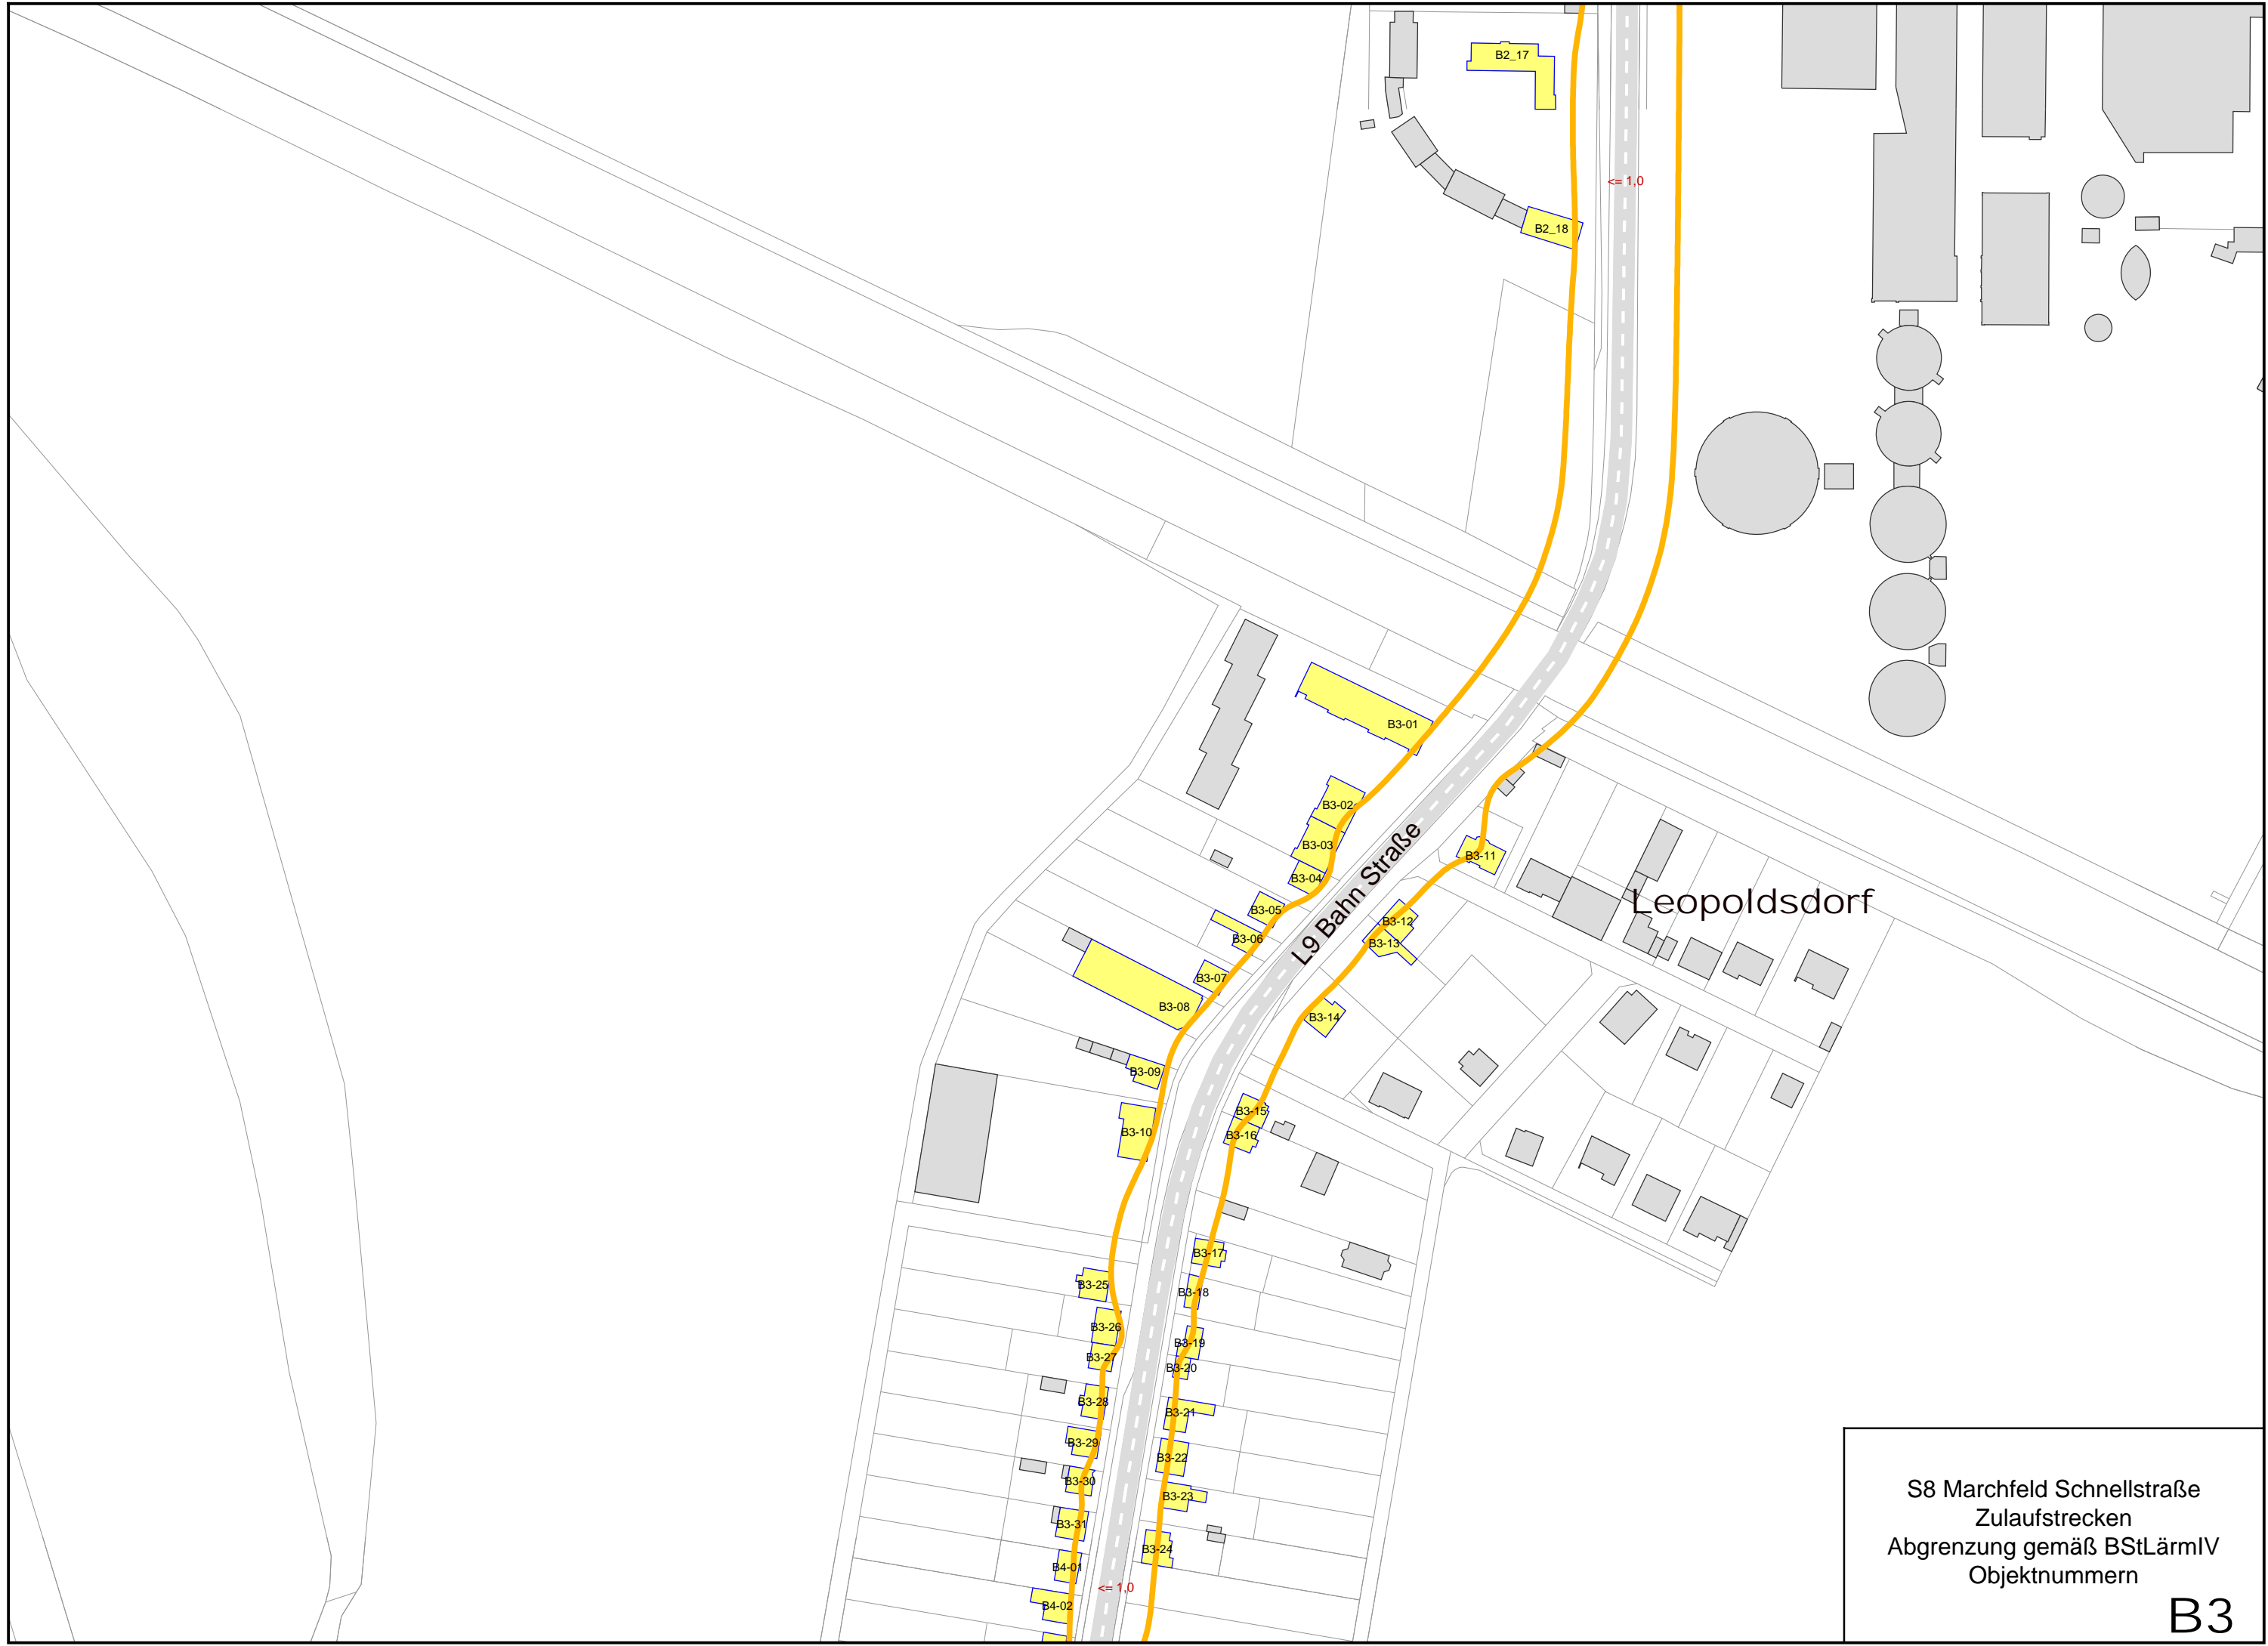 B2_17
<= 1,0
B2_18
B3-01
B3-02
B3-03
B3-04
B3-05
B3-06
B3-07
B3-08
B3-09
B3-10
L9 Bahn Straße
B3-11
Leopoldsdorf
B3-12
B3-13
B3-14
B3-15
B3-16
B3-17
B3-18
B3-19
B3-20
B3-21
B3-22
B3-23
B3-24
B3-25
B3-26
B3-27
B3-28
B3-29
B3-30
B3-31
B4-01
B4-02
<= 1,0
S8 Marchfeld Schnellstraße
Zulaufstrecken
Abgrenzung gemäß BStLärmIV
Objektnummern
B3